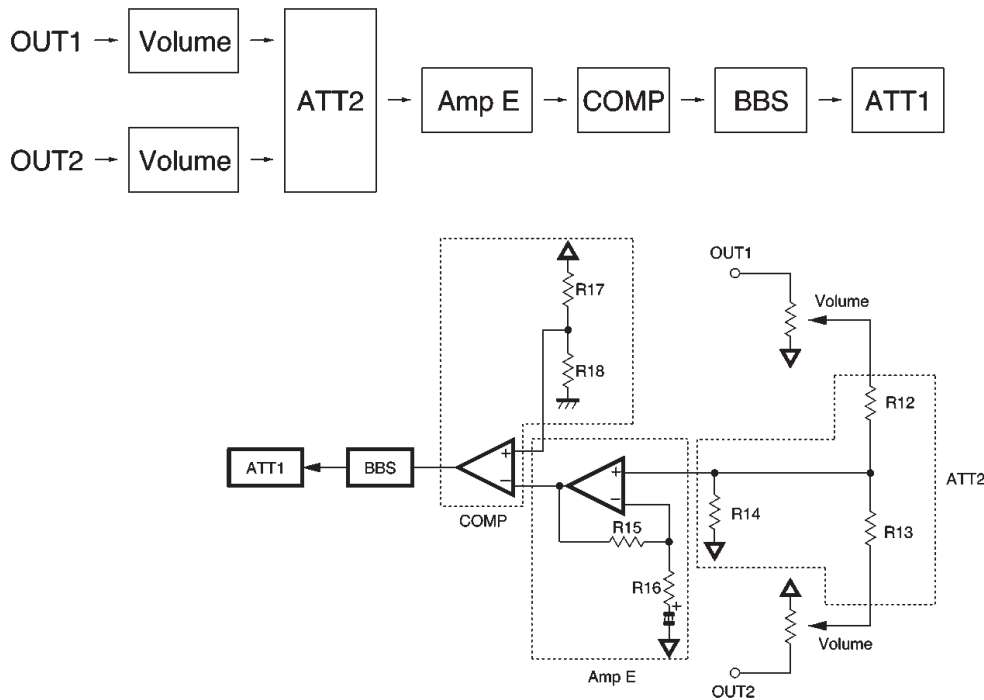 OUT1 Volume ATT2 Amp E COMP BBS ATT1
OUT2 Volume
R17
OUT1
Volume
R18
R12
+
ATT1 BBS
−
+
−
COMP
R15
R14
R13
ATT2
R16
+
Volume
Amp E
OUT2